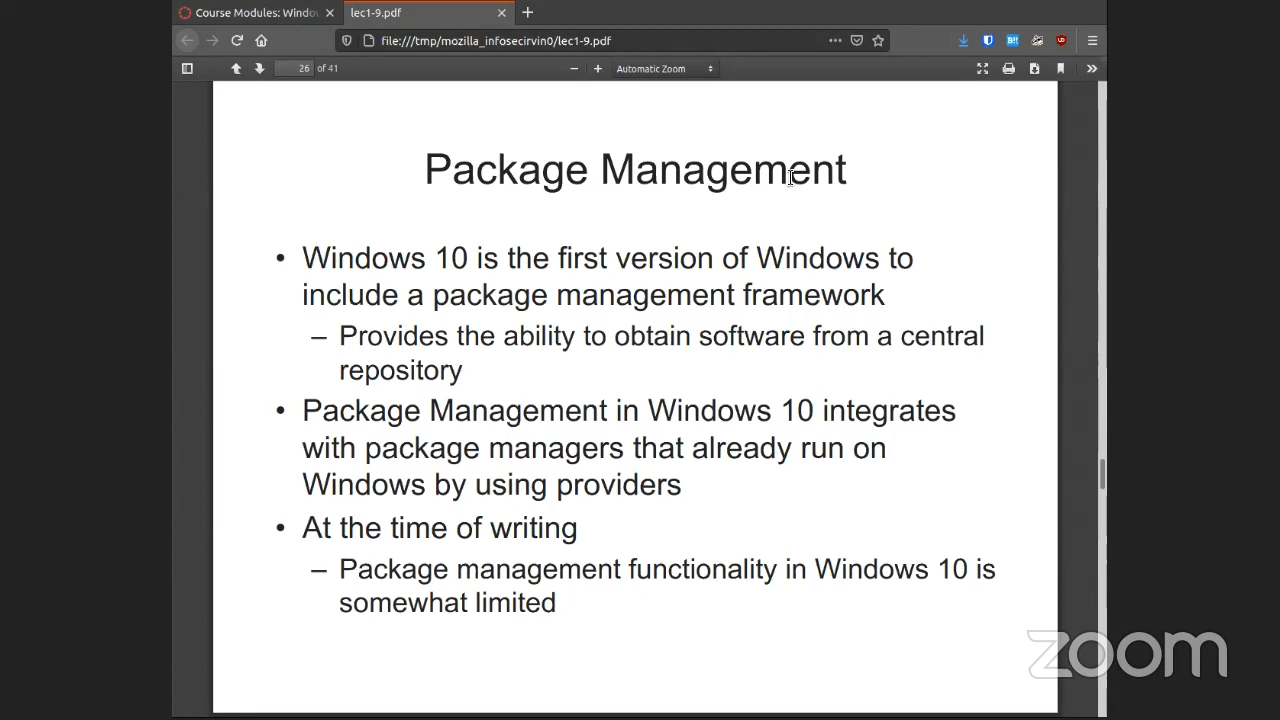 Course Modules: Windo
lec1-9.pdf
file:///tmp/mozilla_infosecirvin0/lec1-9.pdf
26 of 41
Automatic Zoom
Package Management
• Windows 10 is the first version of Windows to
include a package management framework
– Provides the ability to obtain software from a central
repository
• Package Management in Windows 10 integrates
with package managers that already run on
Windows by using providers
• At the time of writing
– Package management functionality in Windows 10 is
somewhat limited
zoom